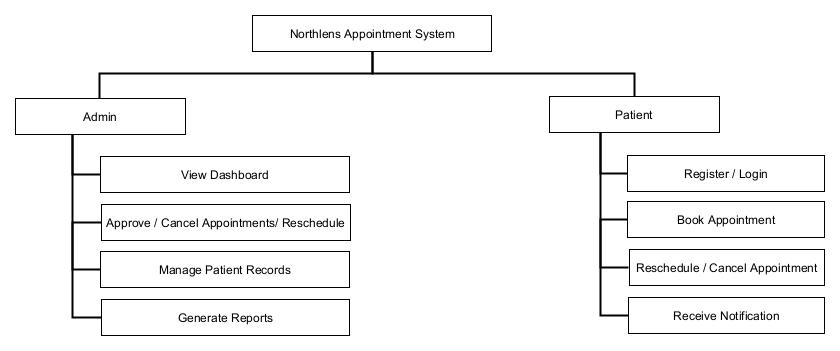 Northlens Appointment System
Admin
Patient
View Dashboard
Approve / Cancel Appointments/ Reschedule
Manage Patient Records
Generate Reports
Register / Login
Book Appointment
Reschedule / Cancel Appointment
Receive Notification